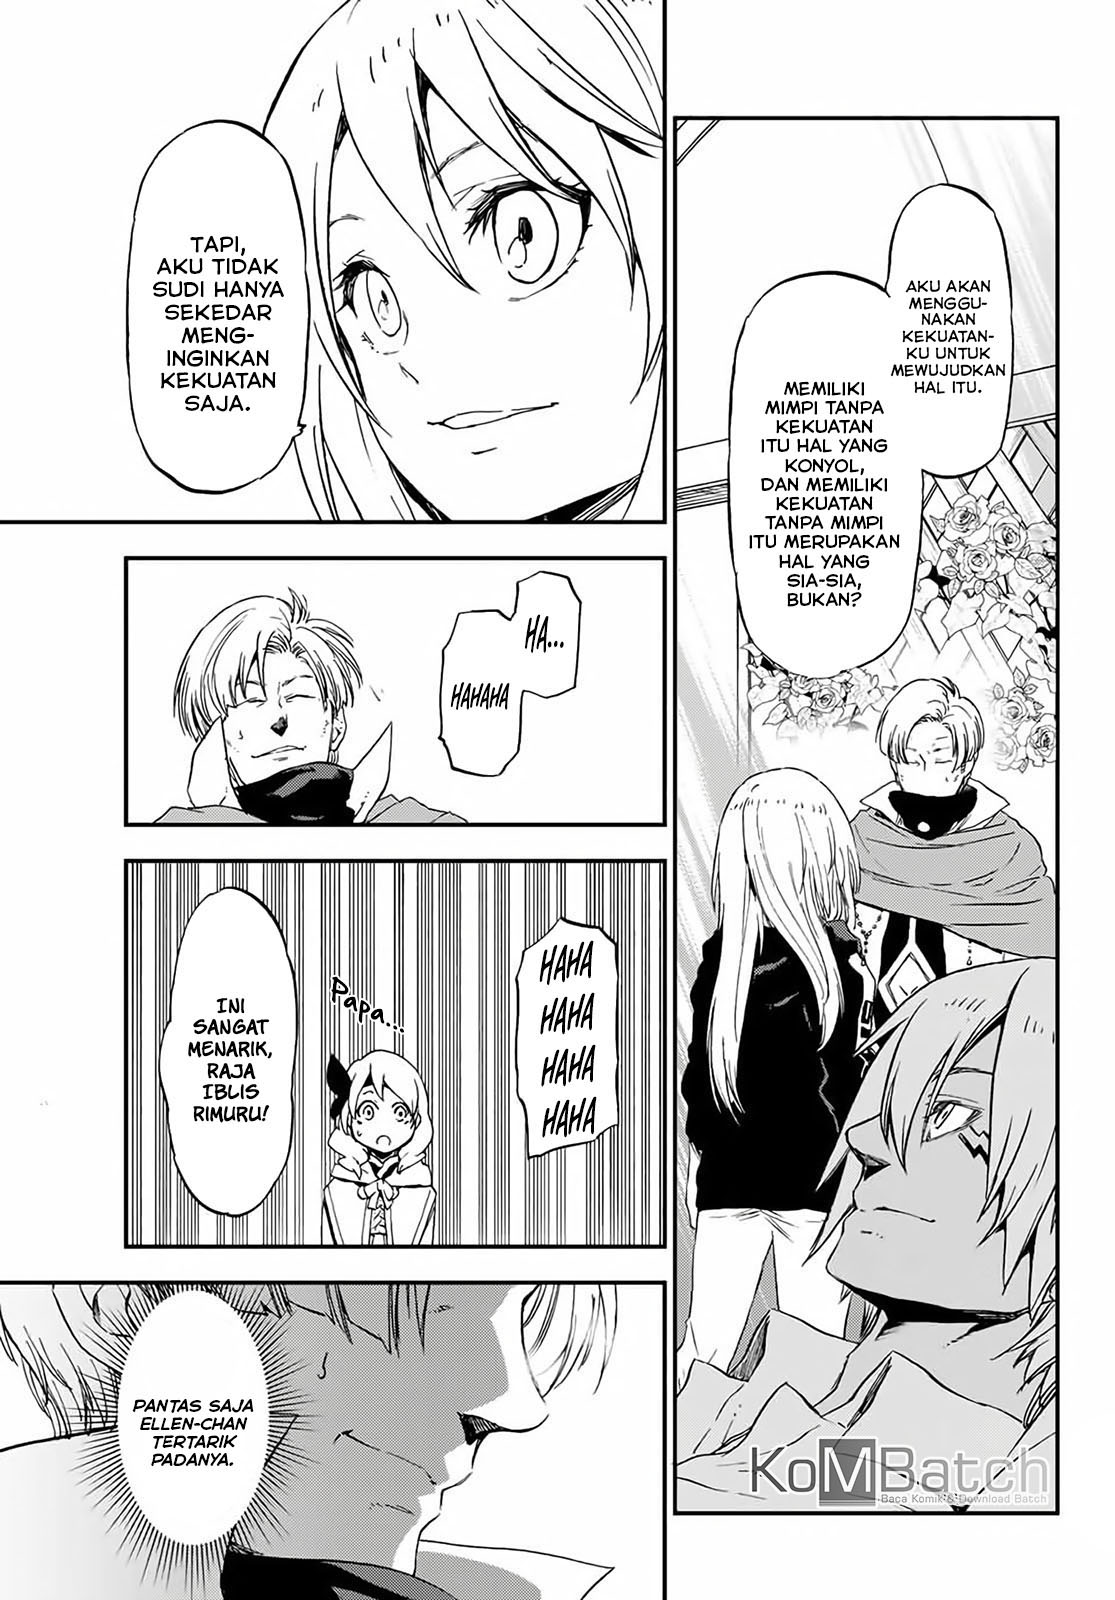 AKU AKAN
MENGGU-
NAKAN
KEKUATAN-
KU UNTUK
MEWUJUDKAN
HAL ITU.
MEMILIKI
MIMPI TANPA
KEKUATAN
ITU HAL YANG
KONYOL,
DAN MEMILIKI
KEKUATAN
TANPA MIMPI
ITU MERUPAKAN
HAL YANG
SIA-SIA,
BUKAN?
TAPI,
AKU TIDAK
SUDI HANYA
SEKEDAR
MENG-
INGINKAN
KEKUATAN
SAJA.
HA...
HAHAHA
HAHA
HAHA
HAHA
HAHA
Papa...
INI
SANGAT
MENARIK,
RAJA
IBLIS
RIMURU!
PANTAS SAJA
ELLEN-CHAN
TERTARIK
PADANYA.
KoMBatch
Baca Komik & Download Batch